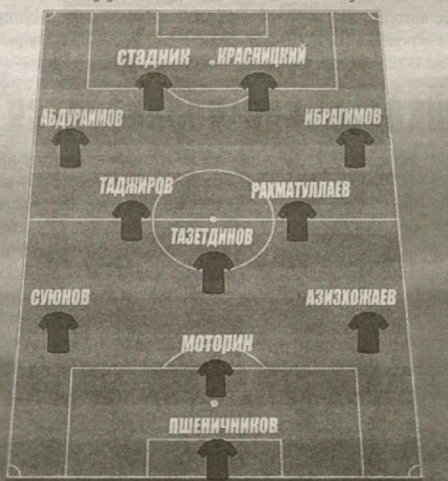 СТАДНИК
КРАСНИЦКИЙ
АБДУРАИМОВ
ИБРАГИМОВ
ТАДЖИРОВ
РАХМАТУЛЛАЕВ
ТАЗЕТДИНОВ
СУЮНОВ
АЗИЗХОЖАЕВ
МОТОРИН
ПШЕНИЧНИКОВ